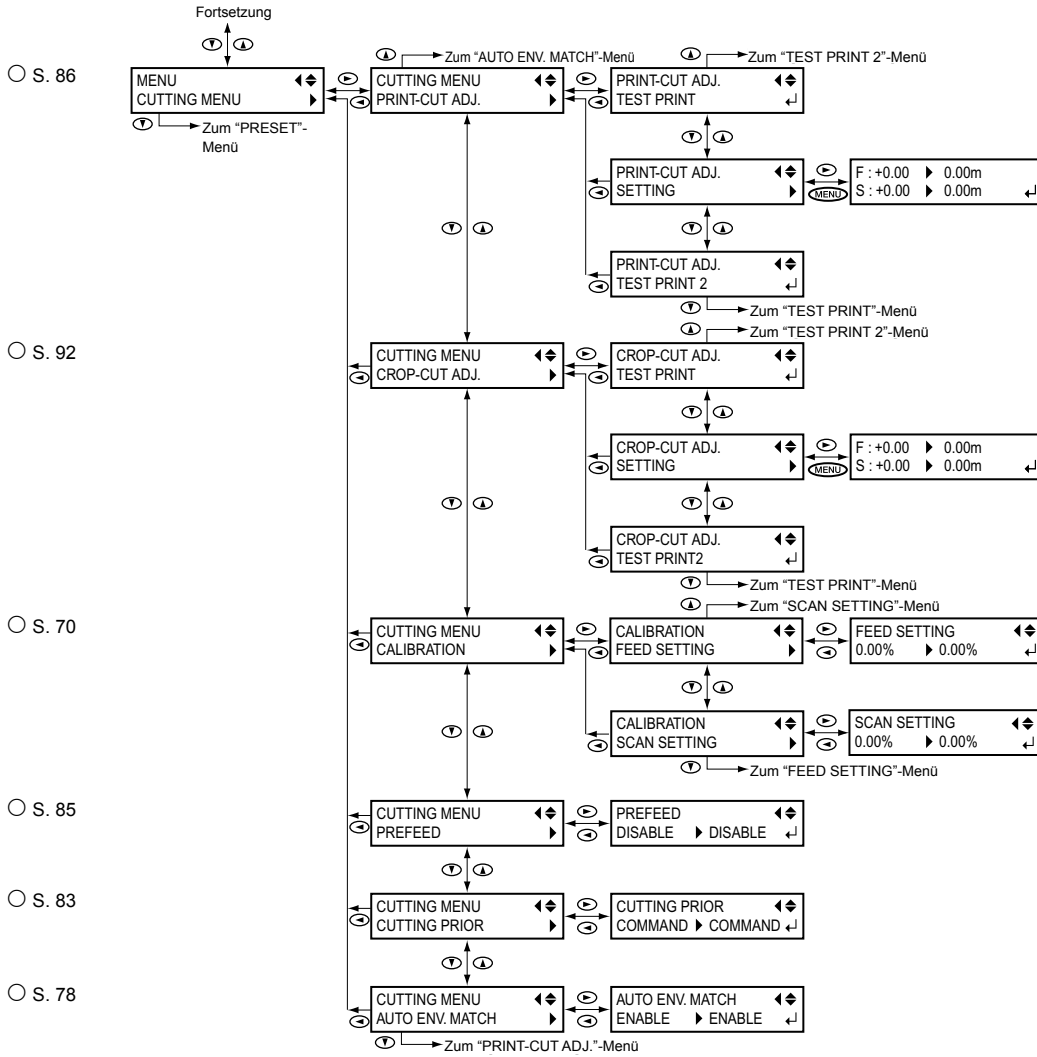 Fortsetzung
Zum “AUTO ENV. MATCH”-Menü
Zum “TEST PRINT 2”-Menü
S. 86
MENU
CUTTING MENU
Zum “PRESET”-
Menü
CUTTING MENU
PRINT-CUT ADJ.
PRINT-CUT ADJ.
TEST PRINT
PRINT-CUT ADJ.
SETTING
MENU
F : +0.00 0.00m
S : +0.00 0.00m
PRINT-CUT ADJ.
TEST PRINT 2
Zum “TEST PRINT”-Menü
Zum “TEST PRINT 2”-Menü
S. 92
CUTTING MENU
CROP-CUT ADJ.
CROP-CUT ADJ.
TEST PRINT
CROP-CUT ADJ.
SETTING
MENU
F : +0.00 0.00m
S : +0.00 0.00m
CROP-CUT ADJ.
TEST PRINT2
Zum “TEST PRINT”-Menü
Zum “SCAN SETTING”-Menü
S. 70
CUTTING MENU
CALIBRATION
CALIBRATION
FEED SETTING
FEED SETTING
0.00% 0.00%
CALIBRATION
SCAN SETTING
SCAN SETTING
0.00% 0.00%
Zum “FEED SETTING”-Menü
S. 85
CUTTING MENU
PREFEED
PREFEED
DISABLE DISABLE
S. 83
CUTTING MENU
CUTTING PRIOR
CUTTING PRIOR
COMMAND COMMAND
S. 78
CUTTING MENU
AUTO ENV. MATCH
AUTO ENV. MATCH
ENABLE ENABLE
Zum “PRINT-CUT ADJ.”-Menü